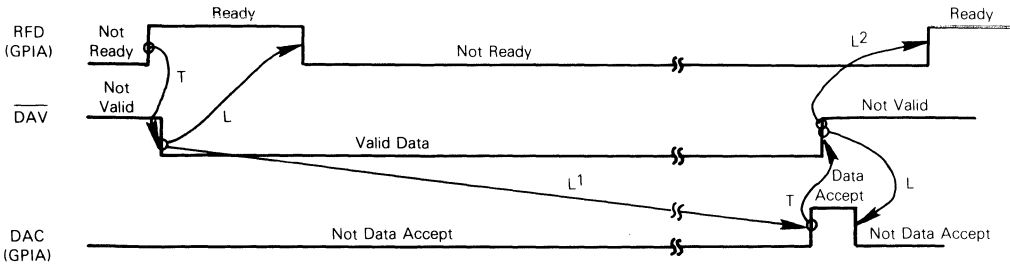 RFD
(GPIA)
Not
Ready
Ready
Not Ready
Ready
T
L
L2
DAV
Not
Valid
Valid Data
Not Valid
L1
T
Data
Accept
L
DAC
(GPIA)
Not Data Accept
Not Data Accept